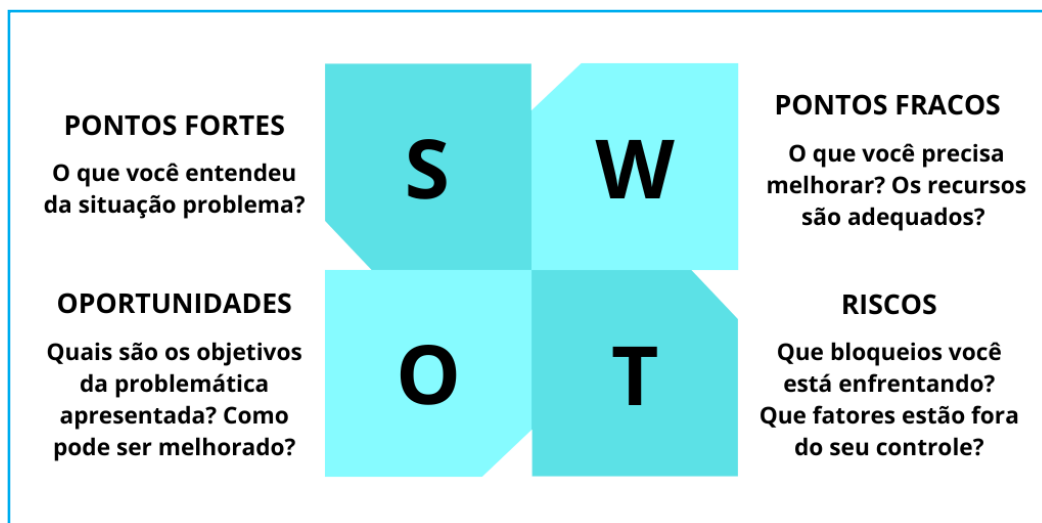 PONTOS FORTES
O que você entendeu
da situação problema?
S
W
PONTOS FRACOS
O que você precisa
melhorar? Os recursos
são adequados?
OPORTUNIDADES
Quais são os objetivos
da problemática
apresentada? Como
pode ser melhorado?
O
T
RISCOS
Que bloqueios você
está enfrentando?
Que fatores estão fora
do seu controle?